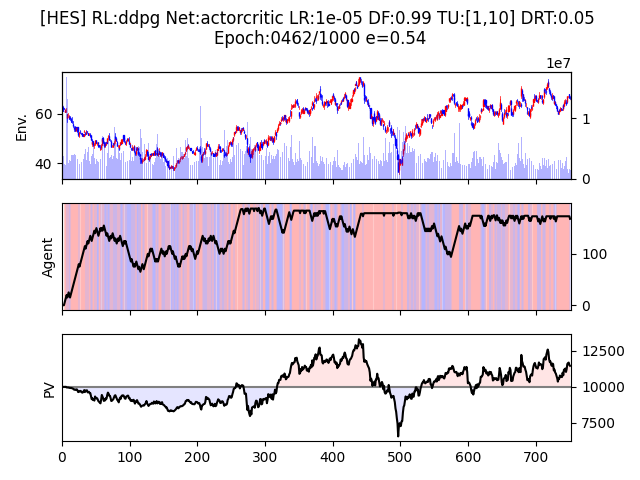 [HES] RL:ddpg Net:actorcritic LR:1e-05 DF:0.99 TU:[1,10] DRT:0.05
Epoch:0462/1000 e=0.54
1e7
Env.
60
40
1
0
Agent
100
0
PV
12500
10000
7500
0 100 200 300 400 500 600 700